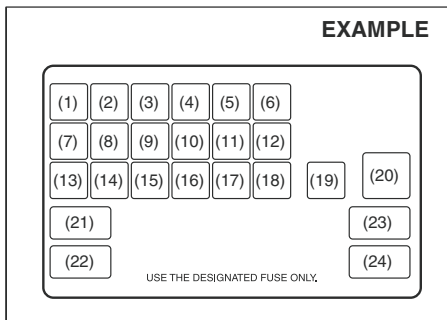 EXAMPLE
(1) (2) (3) (4) (5) (6)
(7) (8) (9) (10) (11) (12)
(13) (14) (15) (16) (17) (18) (19) (20)
(21) (23)
(22) (24)
USE THE DESIGNATED FUSE ONLY.